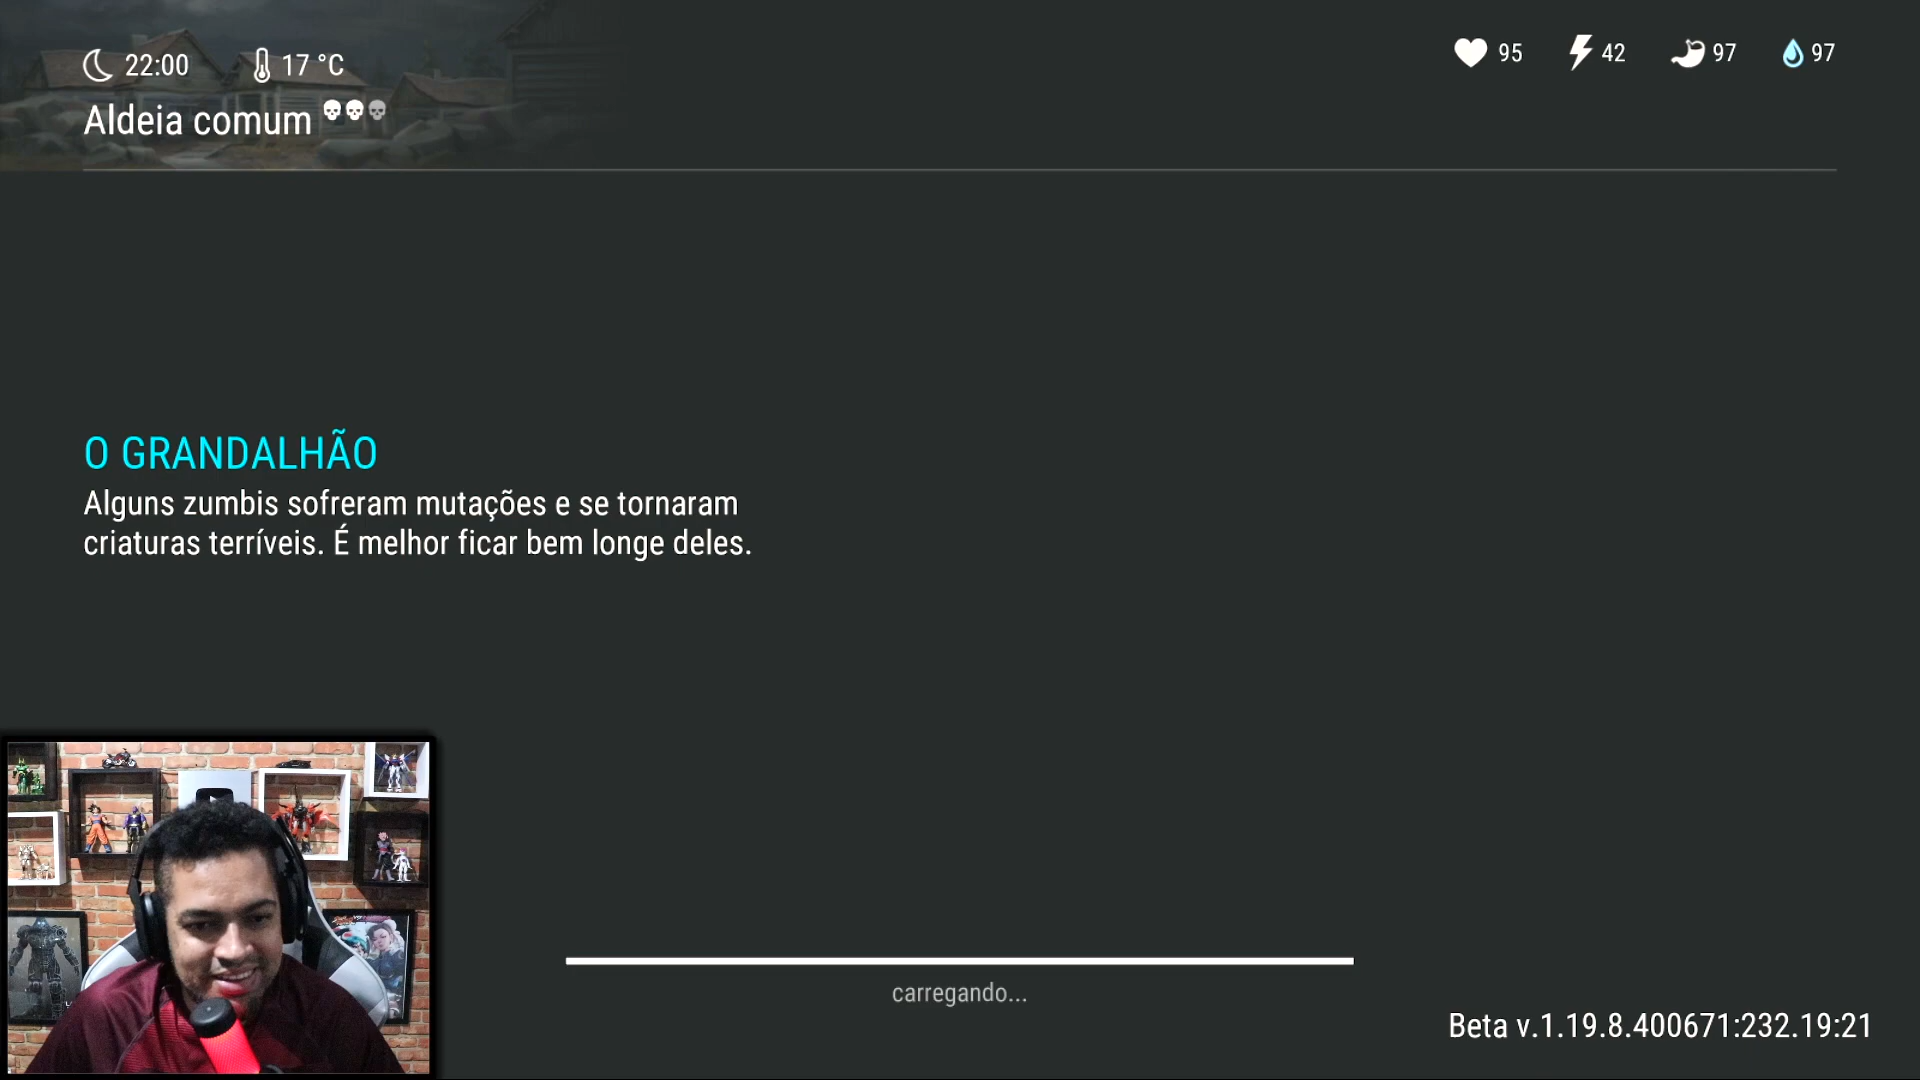 22:00
17 °C
95
42
97
97
Aldeia comum
O GRANDALHÃO
Alguns zumbis sofreram mutações e se tornaram
criaturas terríveis. É melhor ficar bem longe deles.
carregando...
Beta v.1.19.8.400671:232.19:21